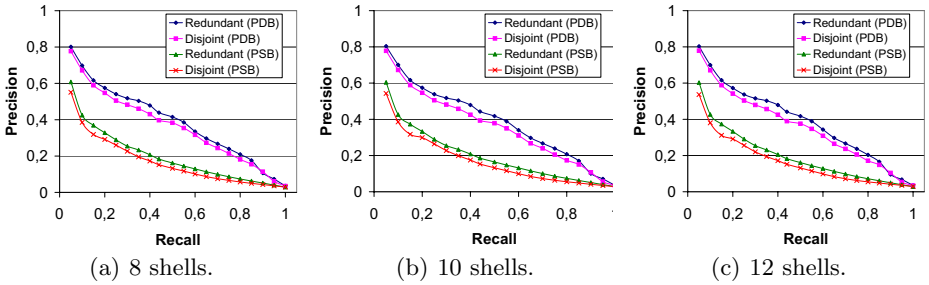 1
0,8
0,6
0,4
0,2
0
Precision
Redundant (PDB)
Disjoint (PDB)
Redundant (PSB)
Disjoint (PSB)
0 0,2 0,4 0,6 0,8 1
Recall
(a) 8 shells.
1
0,8
0,6
0,4
0,2
0
Precision
Redundant (PDB)
Disjoint (PDB)
Redundant (PSB)
Disjoint (PSB)
0 0,2 0,4 0,6 0,8 1
Recall
(b) 10 shells.
1
0,8
0,6
0,4
0,2
0
Precision
Redundant (PDB)
Disjoint (PDB)
Redundant (PSB)
Disjoint (PSB)
0 0,2 0,4 0,6 0,8 1
Recall
(c) 12 shells.